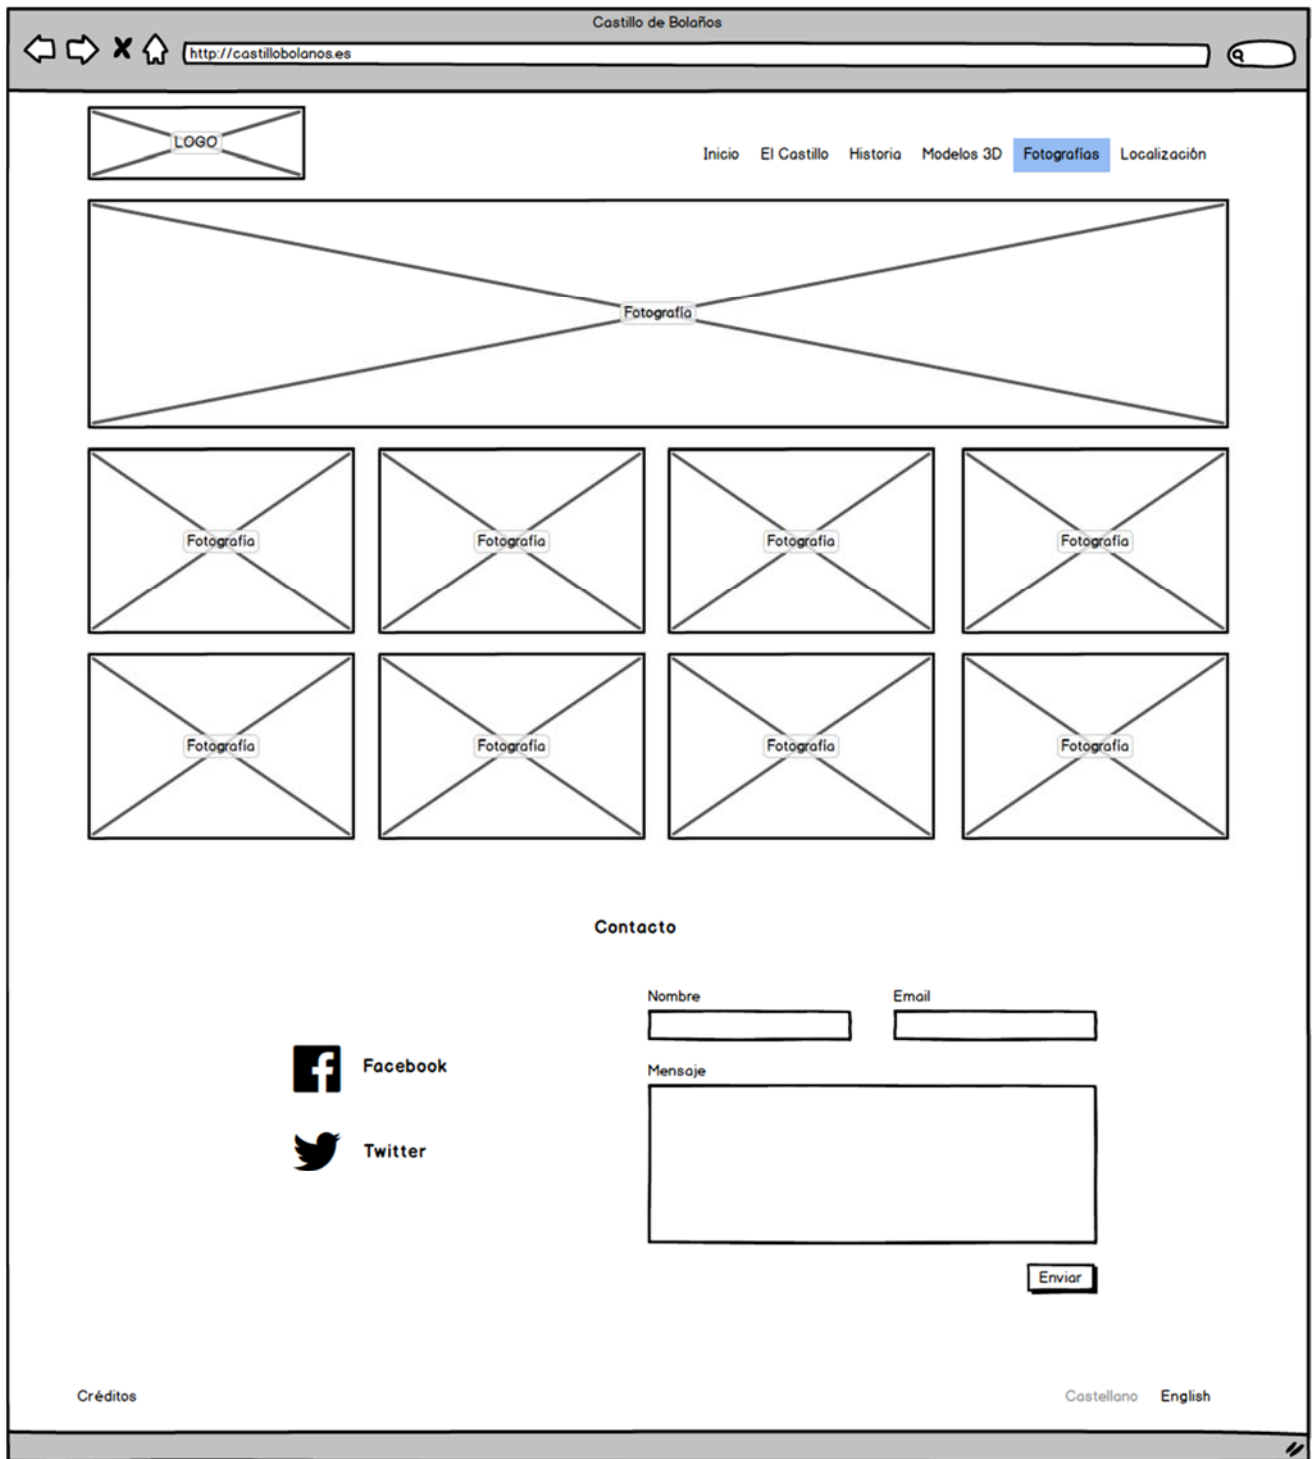 Castillo de Bolaños
http://castillobolanos.es
LOGO
Inicio El Castillo Historia Modelos 3D Fotografías Localización
Fotografía
Fotografía Fotografía Fotografía Fotografía
Fotografía Fotografía Fotografía Fotografía
Contacto
Nombre Email
Facebook
Mensaje
Twitter
Enviar
Créditos Castellano English